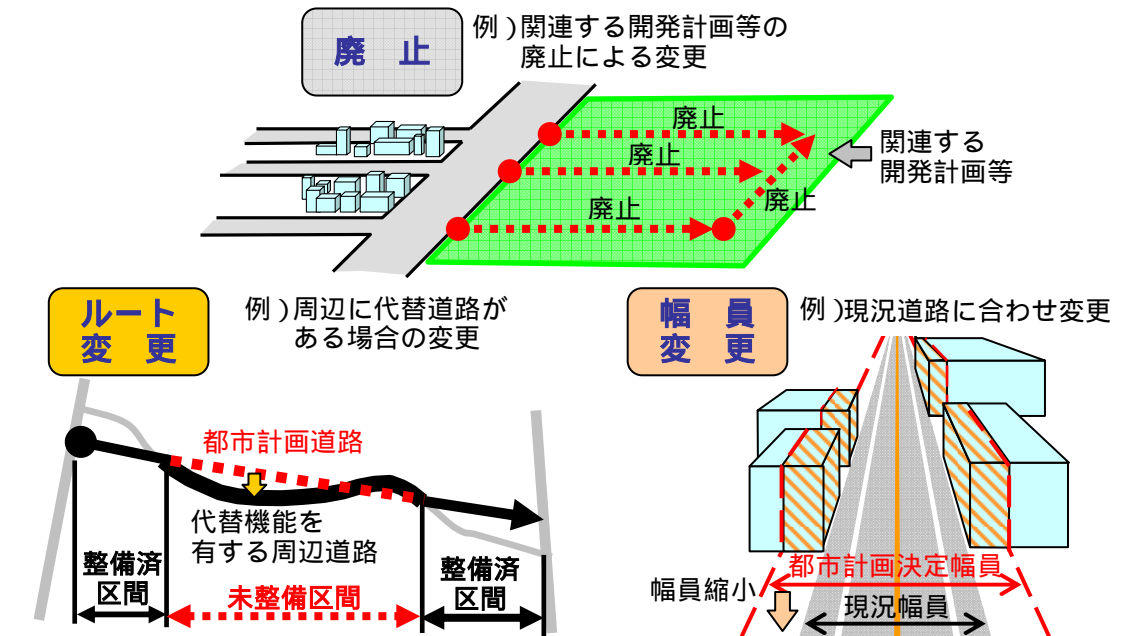 廃 止
例)関連する開発計画等の
廃止による変更
廃止
廃止
廃止
廃止
関連する
開発計画等
ルート
変 更
例)周辺に代替道路が
ある場合の変更
都市計画道路
代替機能を
有する周辺道路
整備済
区間
未整備区間
整備済
区間
幅 員
変 更
例)現況道路に合わせ変更
都市計画決定幅員
幅員縮小
現況幅員